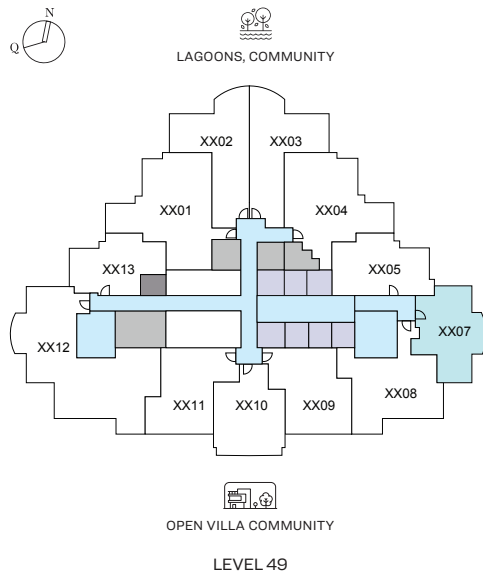 N
Q
LAGOONS, COMMUNITY
XX02 XX03
XX01 XX04
XX13 XX05
XX12 XX07
XX11 XX10 XX09 XX08
OPEN VILLA COMMUNITY
LEVEL 49